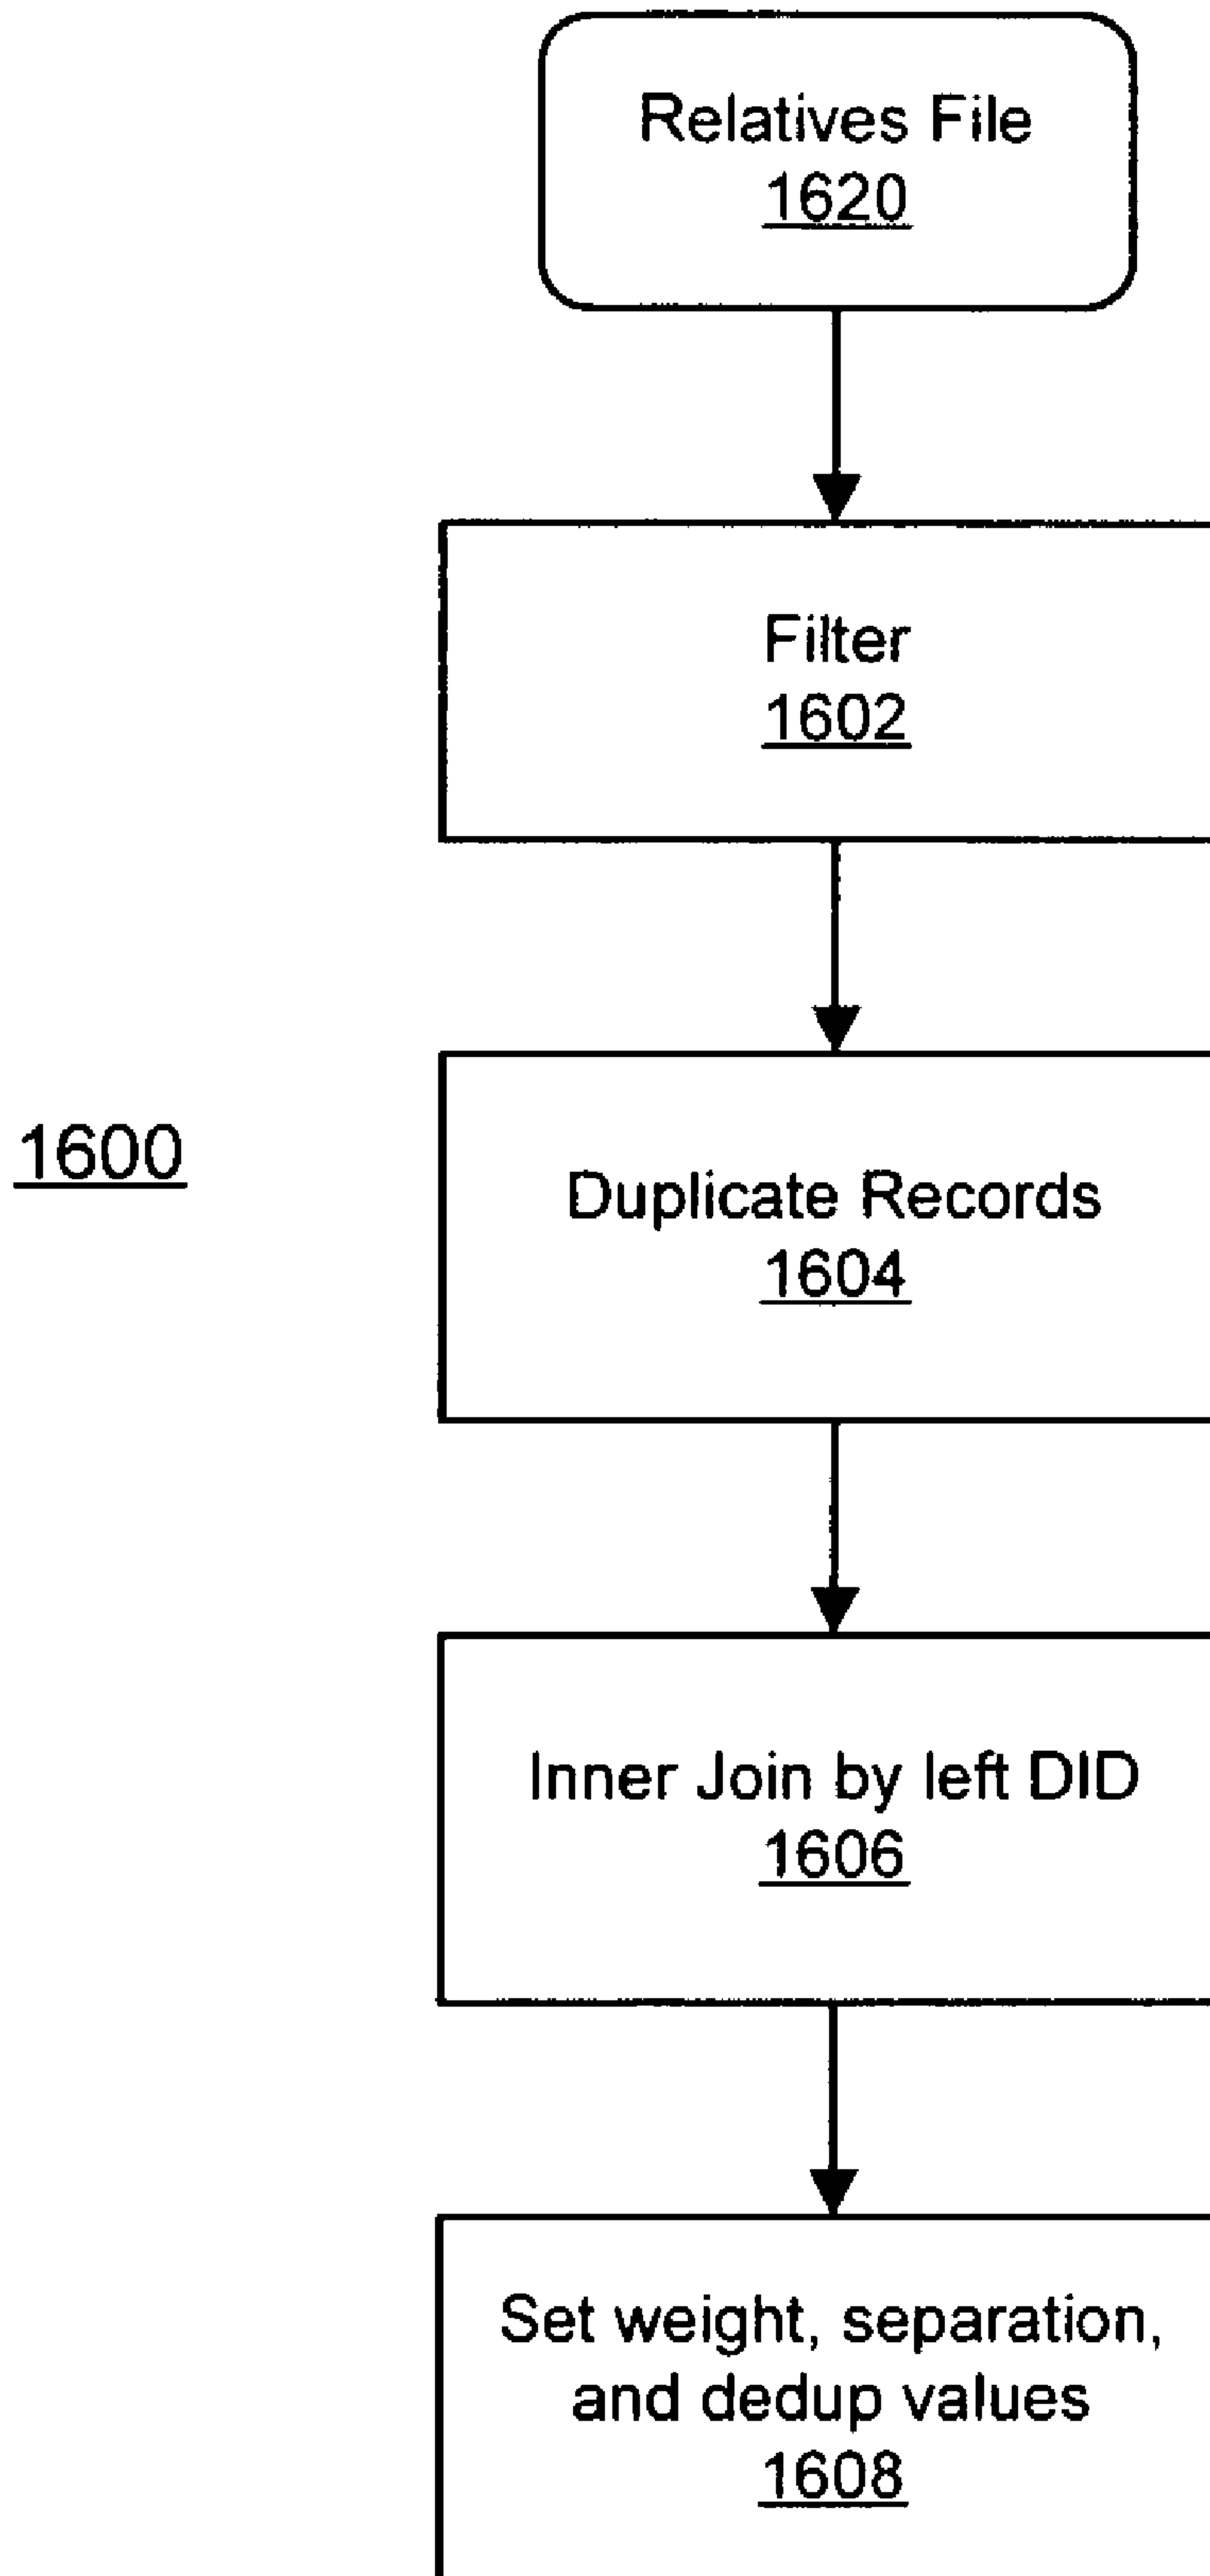 Relatives File
1620
Filter
1602
1600
Duplicate Records
1604
Inner Join by left DID
1606
Set weight, separation,
and dedup values
1608